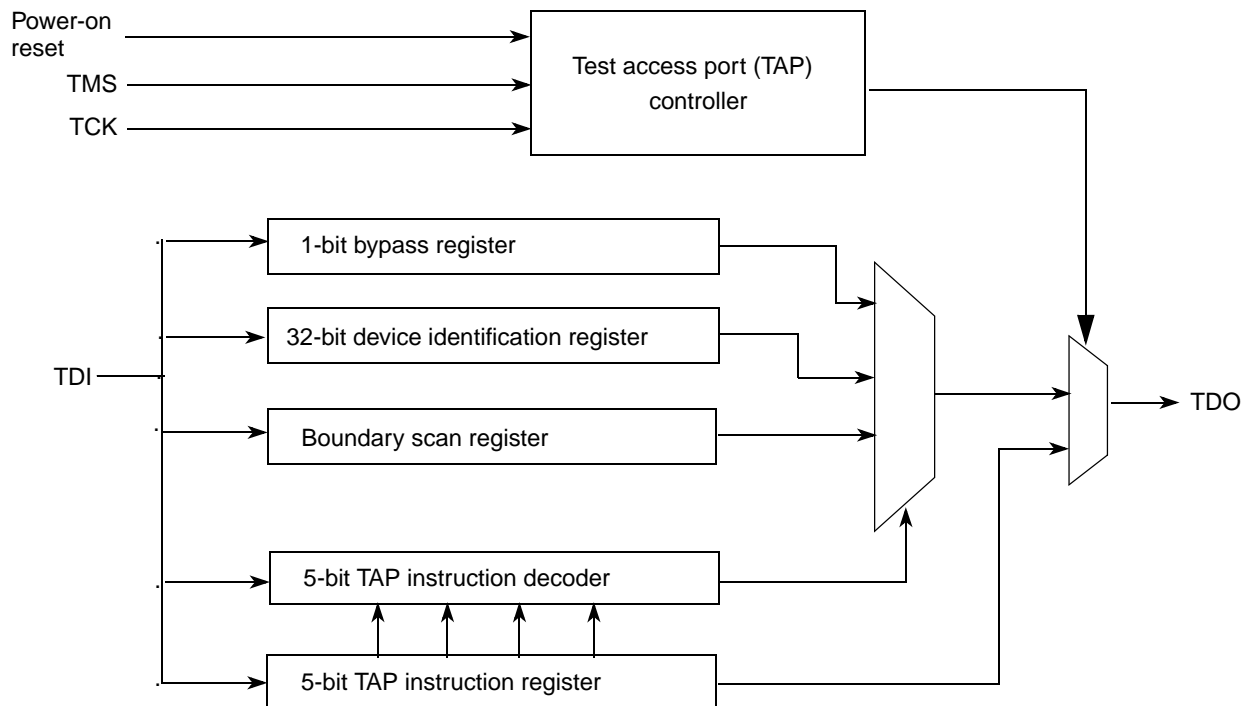 Power-on
reset
TMS
TCK
Test access port (TAP)
controller
1-bit bypass register
32-bit device identification register
TDI
Boundary scan register
TDO
5-bit TAP instruction decoder
5-bit TAP instruction register